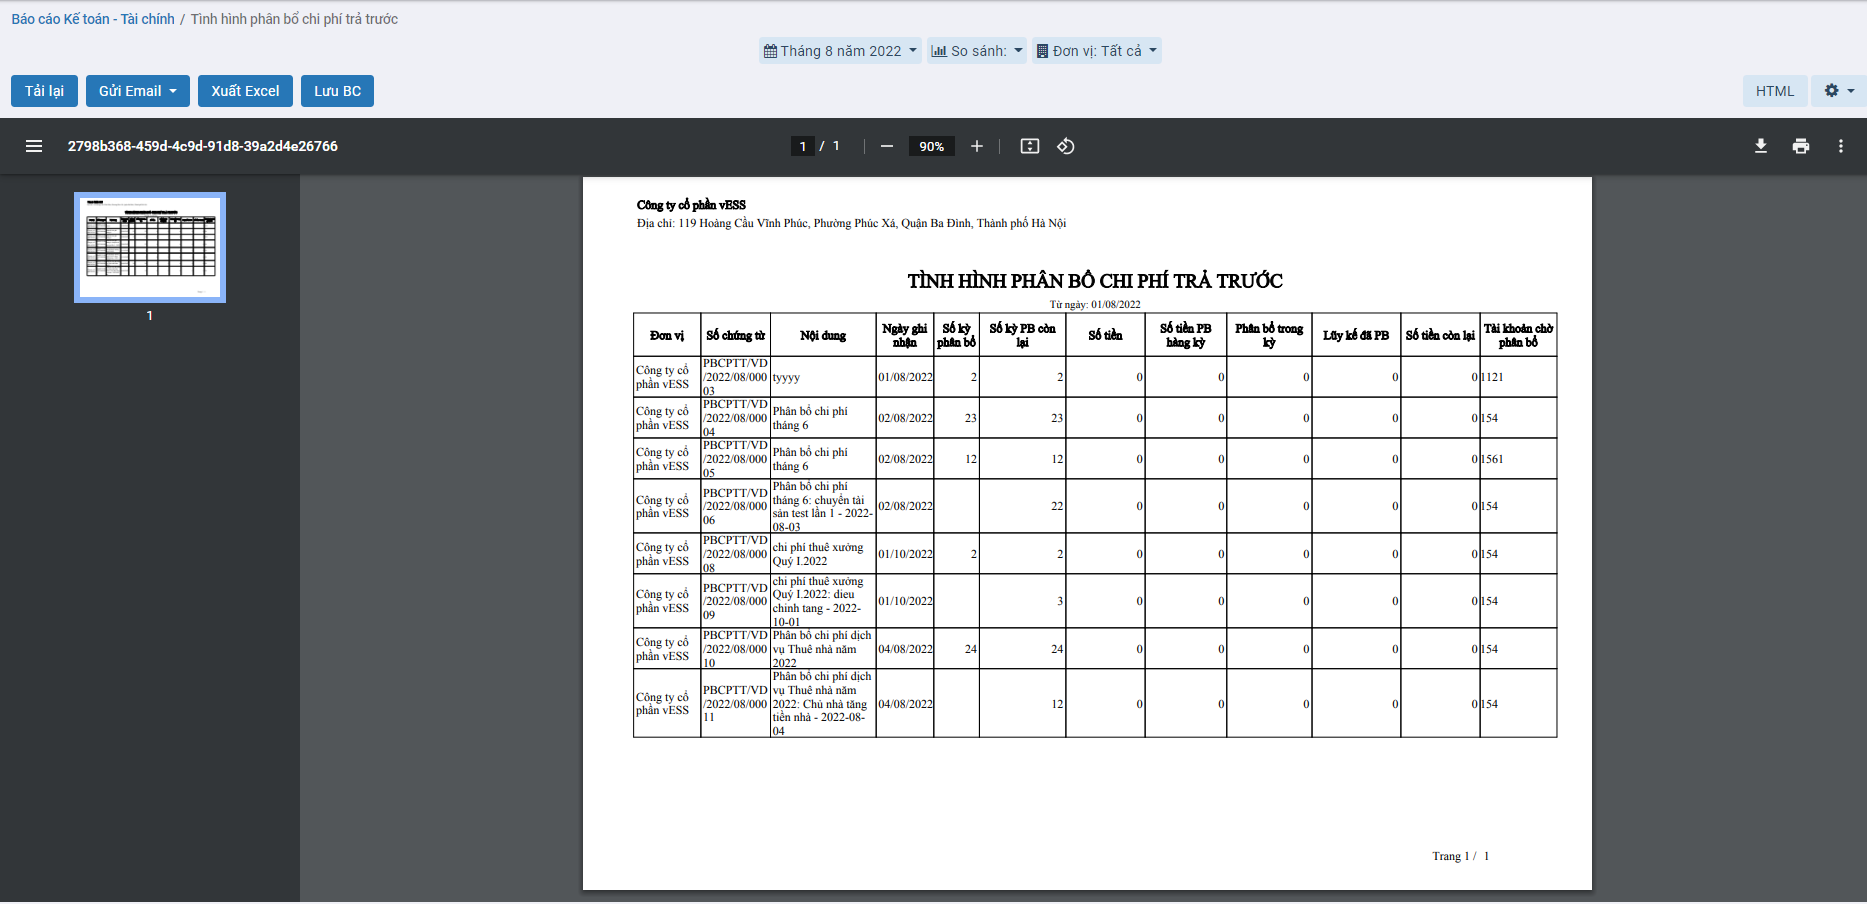 Báo cáo Kế toán - Tài chính / Tình hình phân bổ chi phí trả trước
Tháng 8 năm 2022 So sánh: Đơn vị: Tất cả
Tải lại Gửi Email Xuất Excel Lưu BC HTML
2798b368-459d-4c9d-91d8-39a2d4e26766 1 / 1 90%
1
Công ty cổ phần vESS
Địa chỉ: 119 Hoàng Cầu Vĩnh Phúc, Phường Phúc Xá, Quận Ba Đình, Thành phố Hà Nội
TÌNH HÌNH PHÂN BỔ CHI PHÍ TRẢ TRƯỚC
Từ ngày: 01/08/2022
Đơn vị Số chứng từ Nội dung Ngày ghi nhận Số kỳ phân bổ Số kỳ PB còn lại Số tiền Số tiền PB hàng kỳ Phân bổ trong kỳ Lũy kế đã PB Số tiền còn lại Tài khoản chờ phân bổ
Công ty cổ phần vESS PBCPTT/VD/2022/08/00003 tyyyy 01/08/2022 2 2 0 0 0 0 0 1121
Công ty cổ phần vESS PBCPTT/VD/2022/08/00004 Phân bổ chi phí tháng 6 02/08/2022 23 23 0 0 0 0 0 154
Công ty cổ phần vESS PBCPTT/VD/2022/08/00005 Phân bổ chi phí tháng 6 02/08/2022 12 12 0 0 0 0 0 1561
Công ty cổ phần vESS PBCPTT/VD/2022/08/00006 Phân bổ chi phí tháng 6: chuyển tài sản test lần 1 - 2022-08-03 02/08/2022 22 0 0 0 0 0 154
Công ty cổ phần vESS PBCPTT/VD/2022/08/00008 chi phí thuê xưởng Quý I.2022 01/10/2022 2 2 0 0 0 0 0 154
Công ty cổ phần vESS PBCPTT/VD/2022/08/00009 chi phí thuê xưởng Quý I.2022: dieu chinh tang - 2022-10-01 01/10/2022 3 0 0 0 0 0 154
Công ty cổ phần vESS PBCPTT/VD/2022/08/00010 Phân bổ chi phí dịch vụ Thuê nhà năm 2022 04/08/2022 24 24 0 0 0 0 0 154
Công ty cổ phần vESS PBCPTT/VD/2022/08/00011 Phân bổ chi phí dịch vụ Thuê nhà năm 2022: Chủ nhà tăng tiền nhà - 2022-08-04 04/08/2022 12 0 0 0 0 0 154
Trang 1 / 1